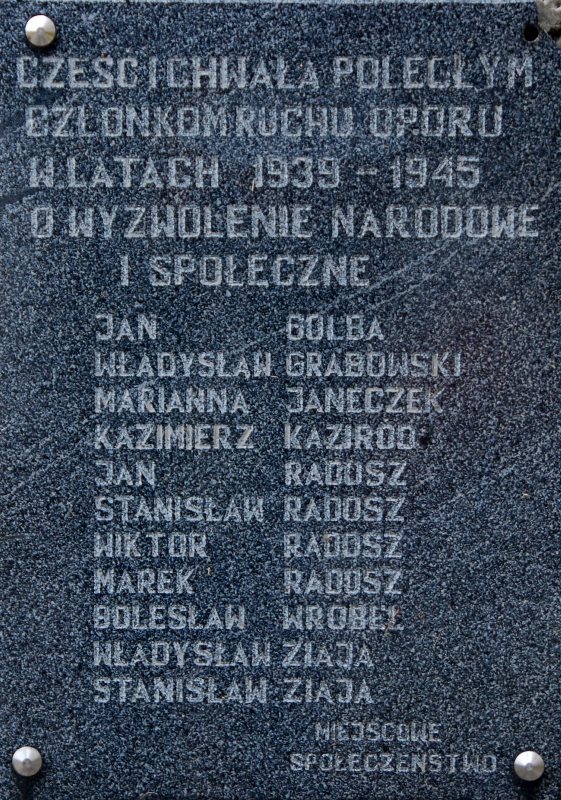 CZEŚĆ I CHWAŁA POLEGŁYM
CZŁONKOM RUCHU OPORU
W LATACH 1939 - 1945
O WYZWOLENIE NARODOWE
I SPOŁECZNE
JAN GOLBA
WŁADYSŁAW GRABOWSKI
MARIANNA JANECZEK
KAZIMIERZ KAZIROD
JAN RADOSZ
STANISŁAW RADOSZ
WIKTOR RADOSZ
MAREK RADOSZ
BOLESŁAW WRÓBEL
WŁADYSŁAW ZIAJA
STANISŁAW ZIAJA
MIEJSCOWE
SPOŁECZEŃSTWO